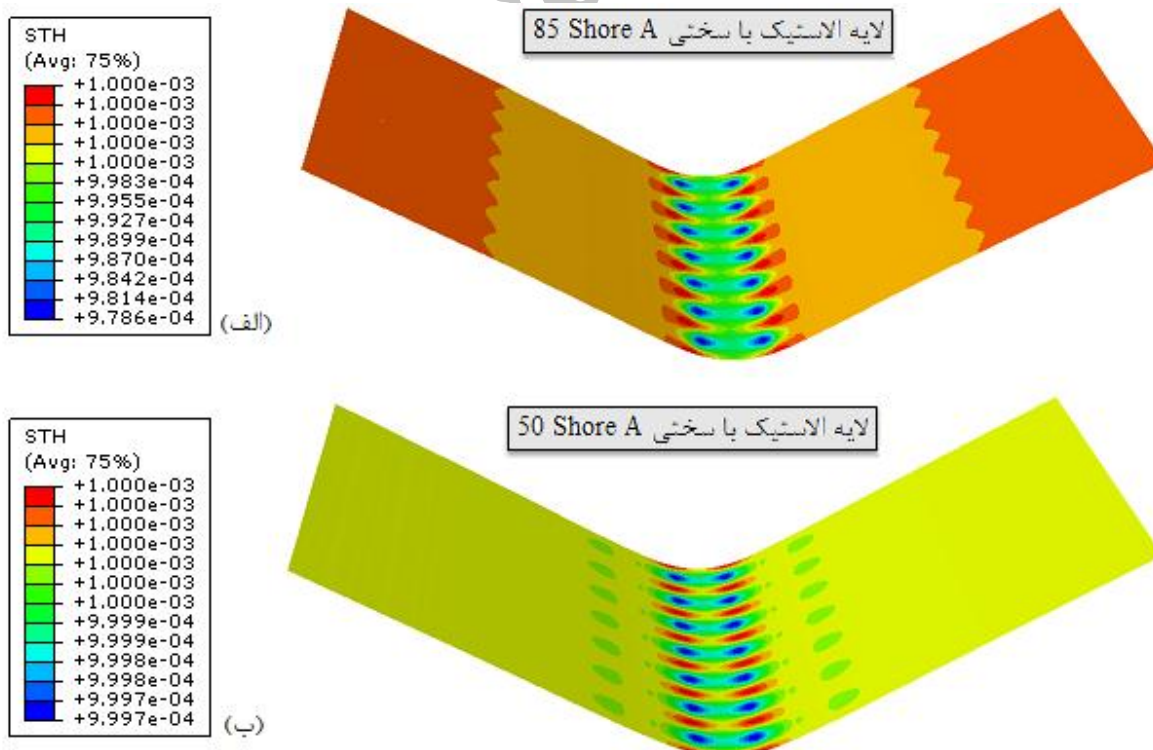 لایه الاستیک با سختی 85 Shore A
STH
(Avg: 75%)
+1.000e-03
+1.000e-03
+1.000e-03
+1.000e-03
+1.000e-03
+9.983e-04
+9.955e-04
+9.927e-04
+9.899e-04
+9.870e-04
+9.842e-04
+9.814e-04
+9.786e-04
(الف)
لایه الاستیک با سختی 50 Shore A
STH
(Avg: 75%)
+1.000e-03
+1.000e-03
+1.000e-03
+1.000e-03
+1.000e-03
+1.000e-03
+1.000e-03
+9.999e-04
+9.999e-04
+9.998e-04
+9.998e-04
+9.997e-04
+9.997e-04
(ب)